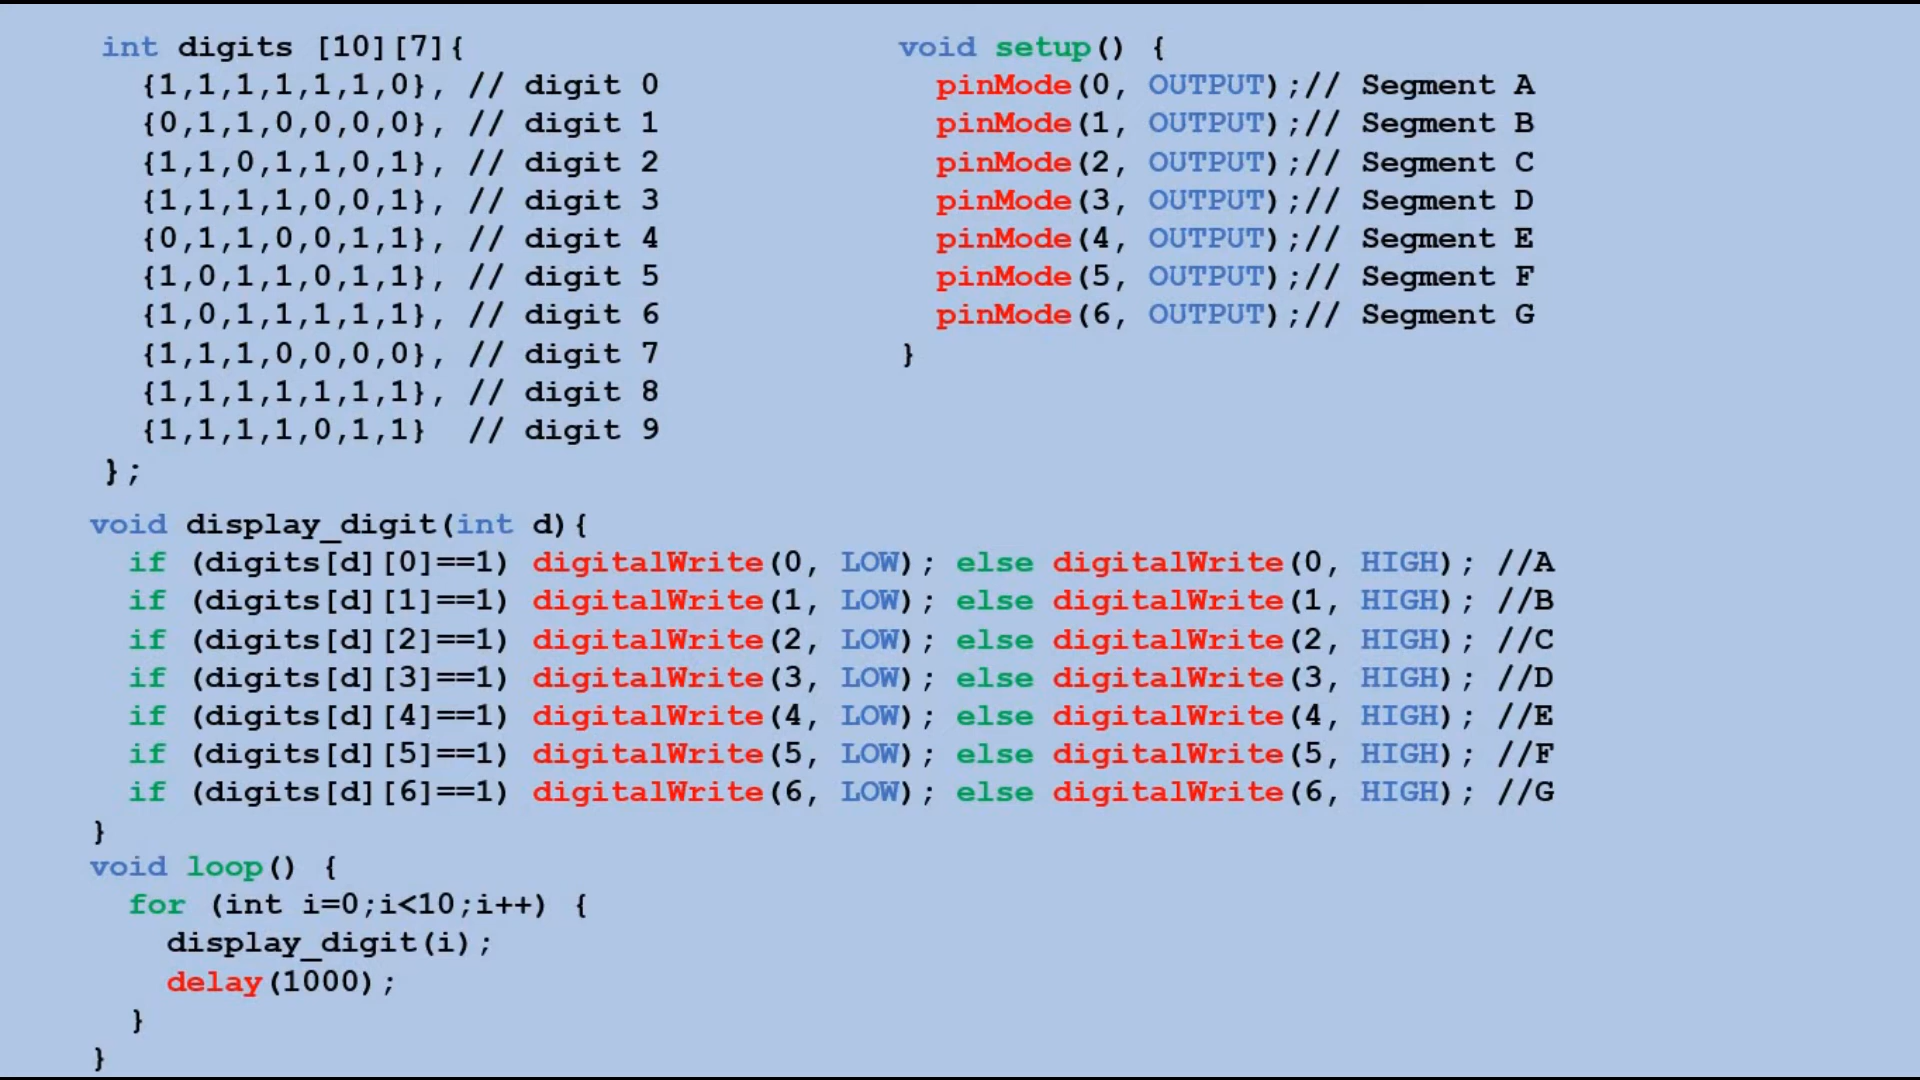 int digits [10][7]{
{1,1,1,1,1,1,0}, // digit 0
{0,1,1,0,0,0,0}, // digit 1
{1,1,0,1,1,0,1}, // digit 2
{1,1,1,1,0,0,1}, // digit 3
{0,1,1,0,0,1,1}, // digit 4
{1,0,1,1,0,1,1}, // digit 5
{1,0,1,1,1,1,1}, // digit 6
{1,1,1,0,0,0,0}, // digit 7
{1,1,1,1,1,1,1}, // digit 8
{1,1,1,1,0,1,1}  // digit 9
};
void setup() {
pinMode(0, OUTPUT);// Segment A
pinMode(1, OUTPUT);// Segment B
pinMode(2, OUTPUT);// Segment C
pinMode(3, OUTPUT);// Segment D
pinMode(4, OUTPUT);// Segment E
pinMode(5, OUTPUT);// Segment F
pinMode(6, OUTPUT);// Segment G
}
void display_digit(int d){
if (digits[d][0]==1) digitalWrite(0, LOW); else digitalWrite(0, HIGH); //A
if (digits[d][1]==1) digitalWrite(1, LOW); else digitalWrite(1, HIGH); //B
if (digits[d][2]==1) digitalWrite(2, LOW); else digitalWrite(2, HIGH); //C
if (digits[d][3]==1) digitalWrite(3, LOW); else digitalWrite(3, HIGH); //D
if (digits[d][4]==1) digitalWrite(4, LOW); else digitalWrite(4, HIGH); //E
if (digits[d][5]==1) digitalWrite(5, LOW); else digitalWrite(5, HIGH); //F
if (digits[d][6]==1) digitalWrite(6, LOW); else digitalWrite(6, HIGH); //G
}
void loop() {
for (int i=0;i<10;i++) {
display_digit(i);
delay(1000);
}
}